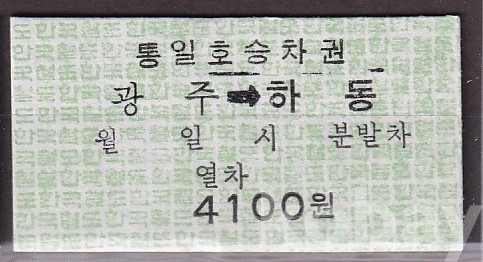 통일호승차권
광 주➡하 동
월 일 시 분발차
열차
4100원